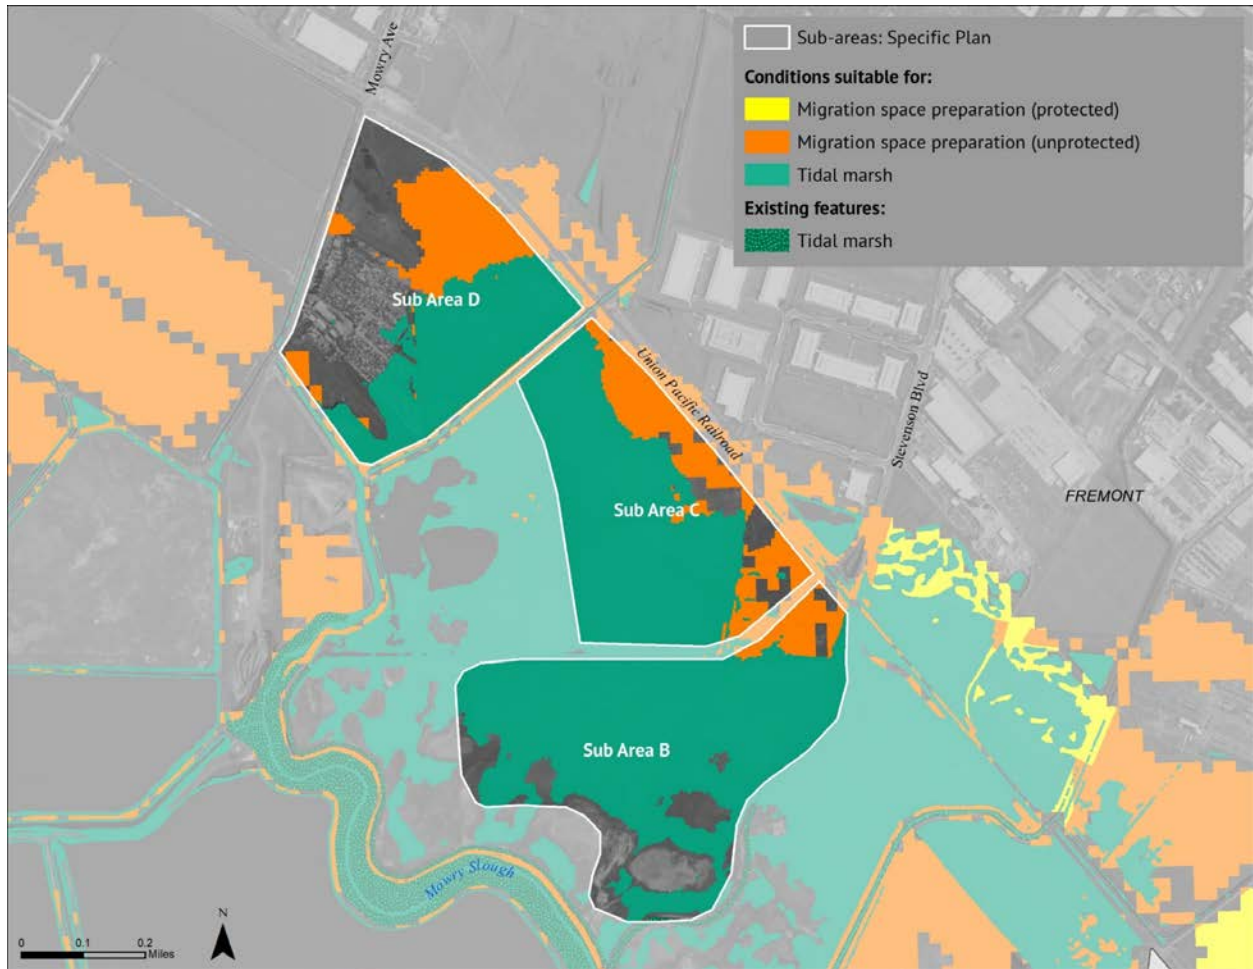 Mowry Ave
Sub-areas: Specific Plan
Conditions suitable for:
Migration space preparation (protected)
Migration space preparation (unprotected)
Tidal marsh
Existing features:
Tidal marsh
Sub Area D
Union Pacific Railroad
Stevenson Blvd
FREMONT
Sub Area C
Sub Area B
Mowry Slough
N
0 0.1 0.2
Miles